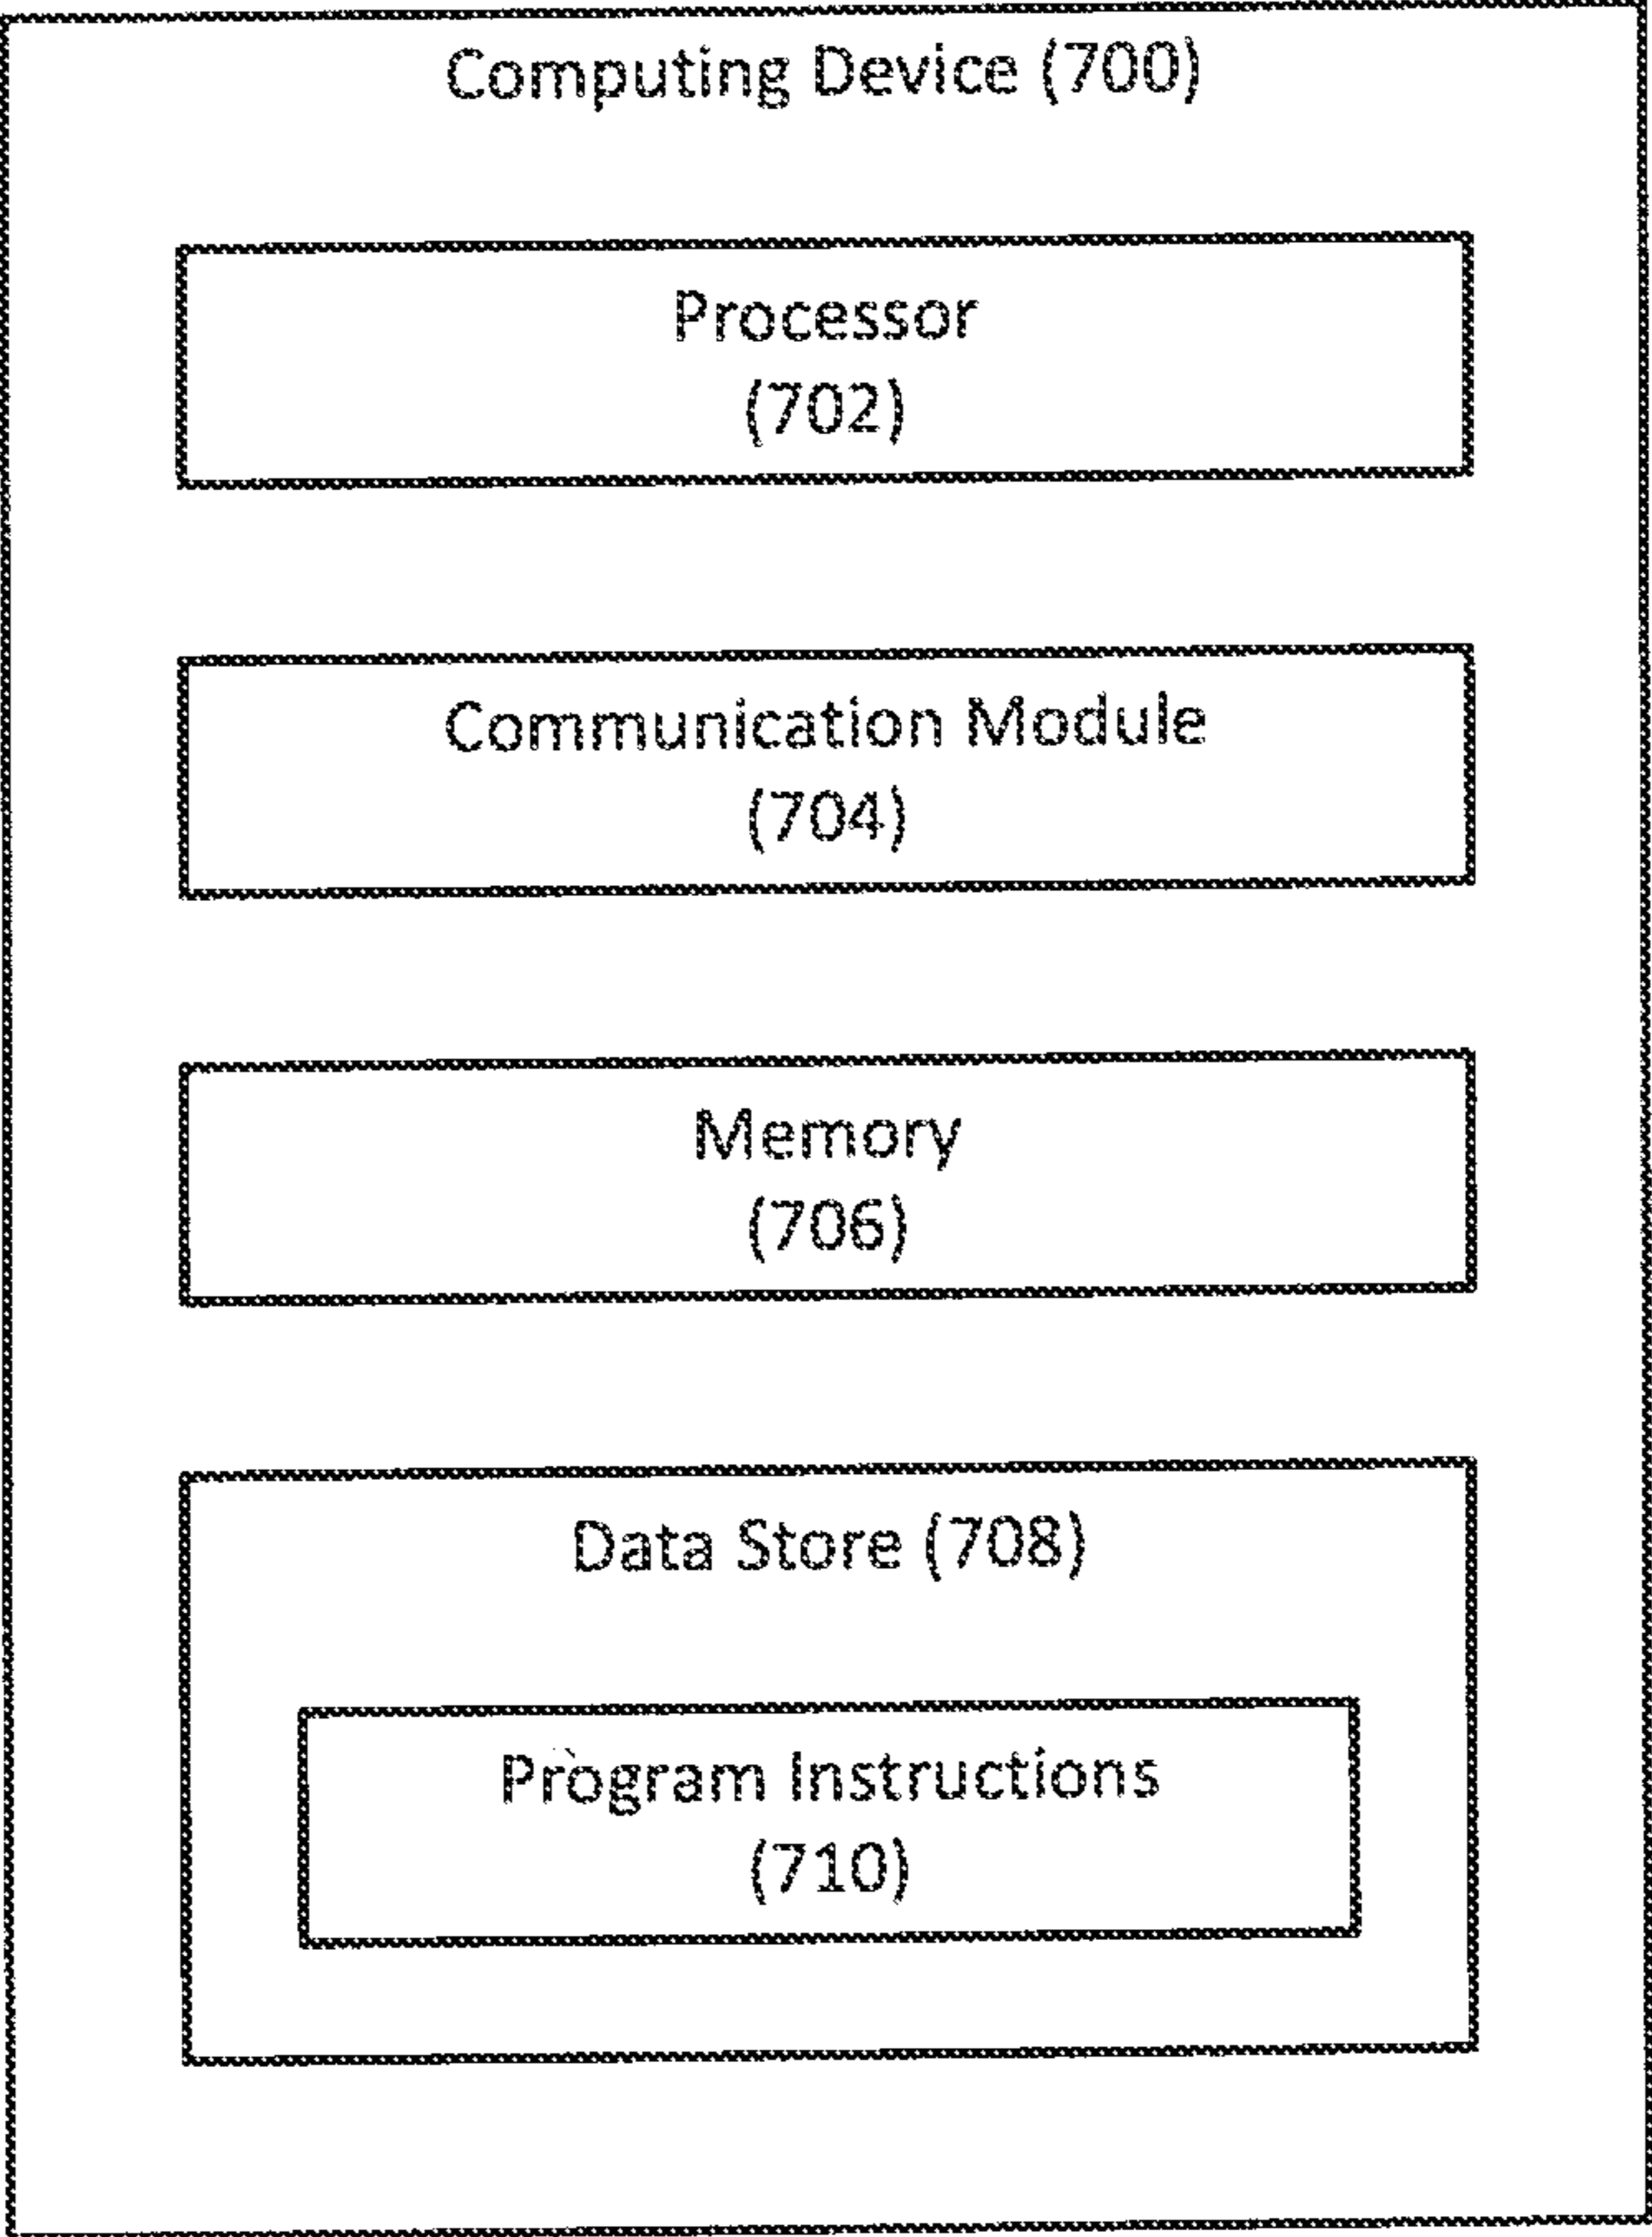 Computing Device (700)
Processor
(702)
Communication Module
(704)
Memory
(706)
Data Store (708)
Program Instructions
(710)